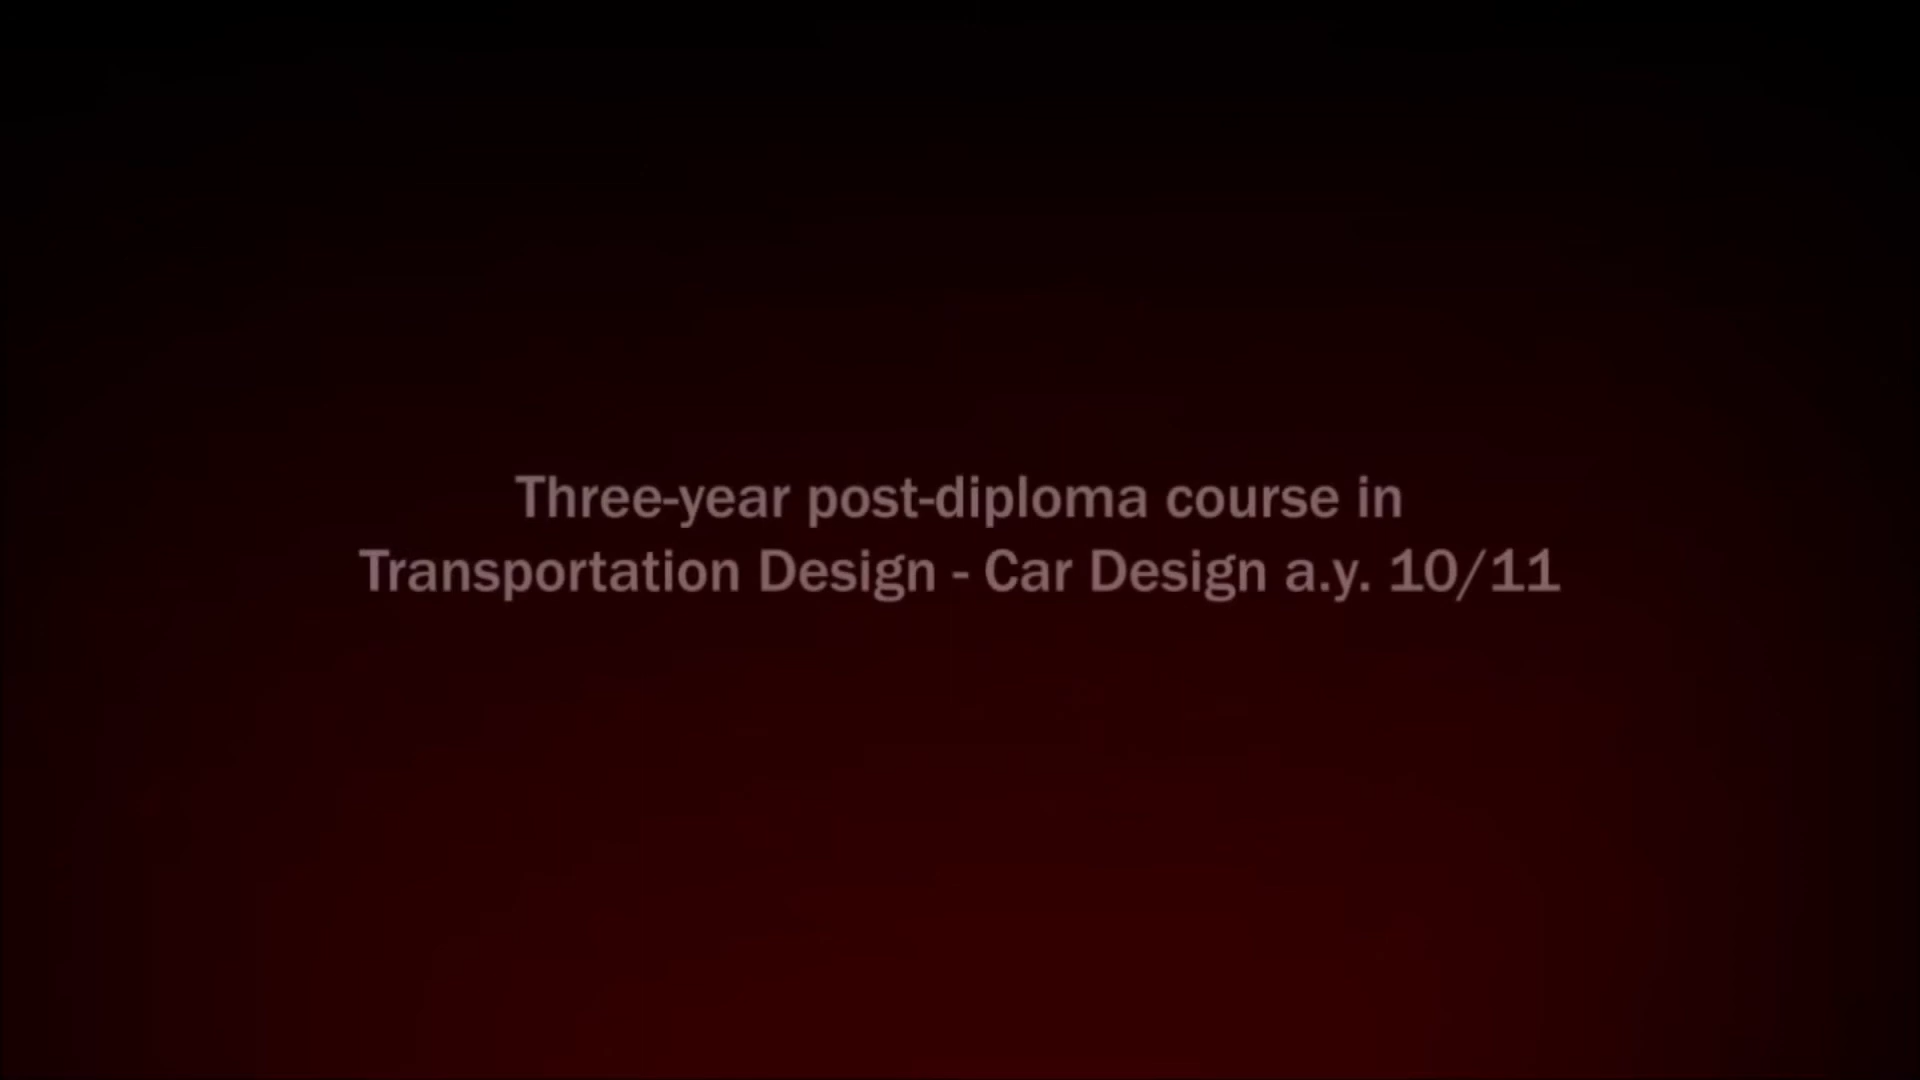 Three-year post-diploma course in
Transportation Design - Car Design a.y. 10/11